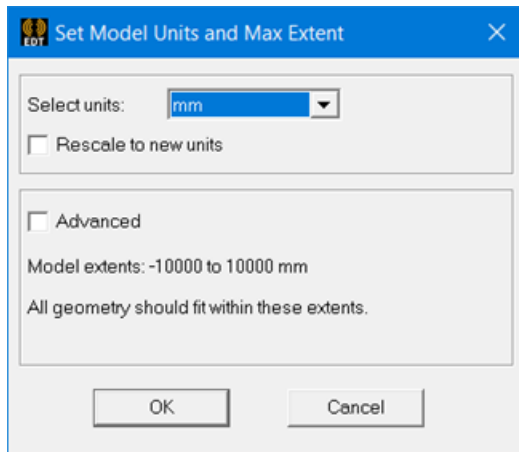 EDT
Set Model Units and Max Extent
Select units: mm
Rescale to new units
Advanced
Model extents: -10000 to 10000 mm
All geometry should fit within these extents.
OK Cancel